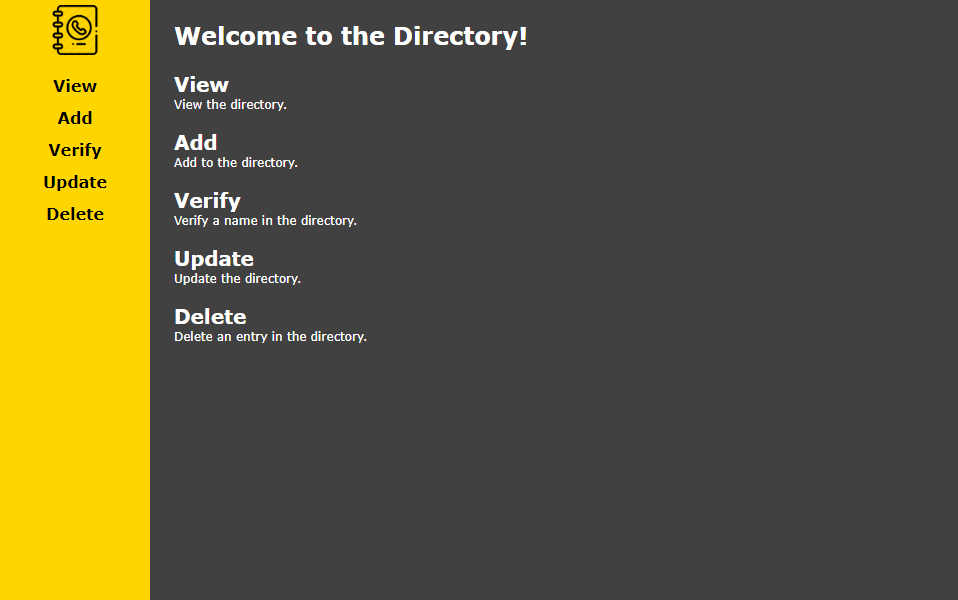 View
Add
Verify
Update
Delete
Welcome to the Directory!
View
View the directory.
Add
Add to the directory.
Verify
Verify a name in the directory.
Update
Update the directory.
Delete
Delete an entry in the directory.